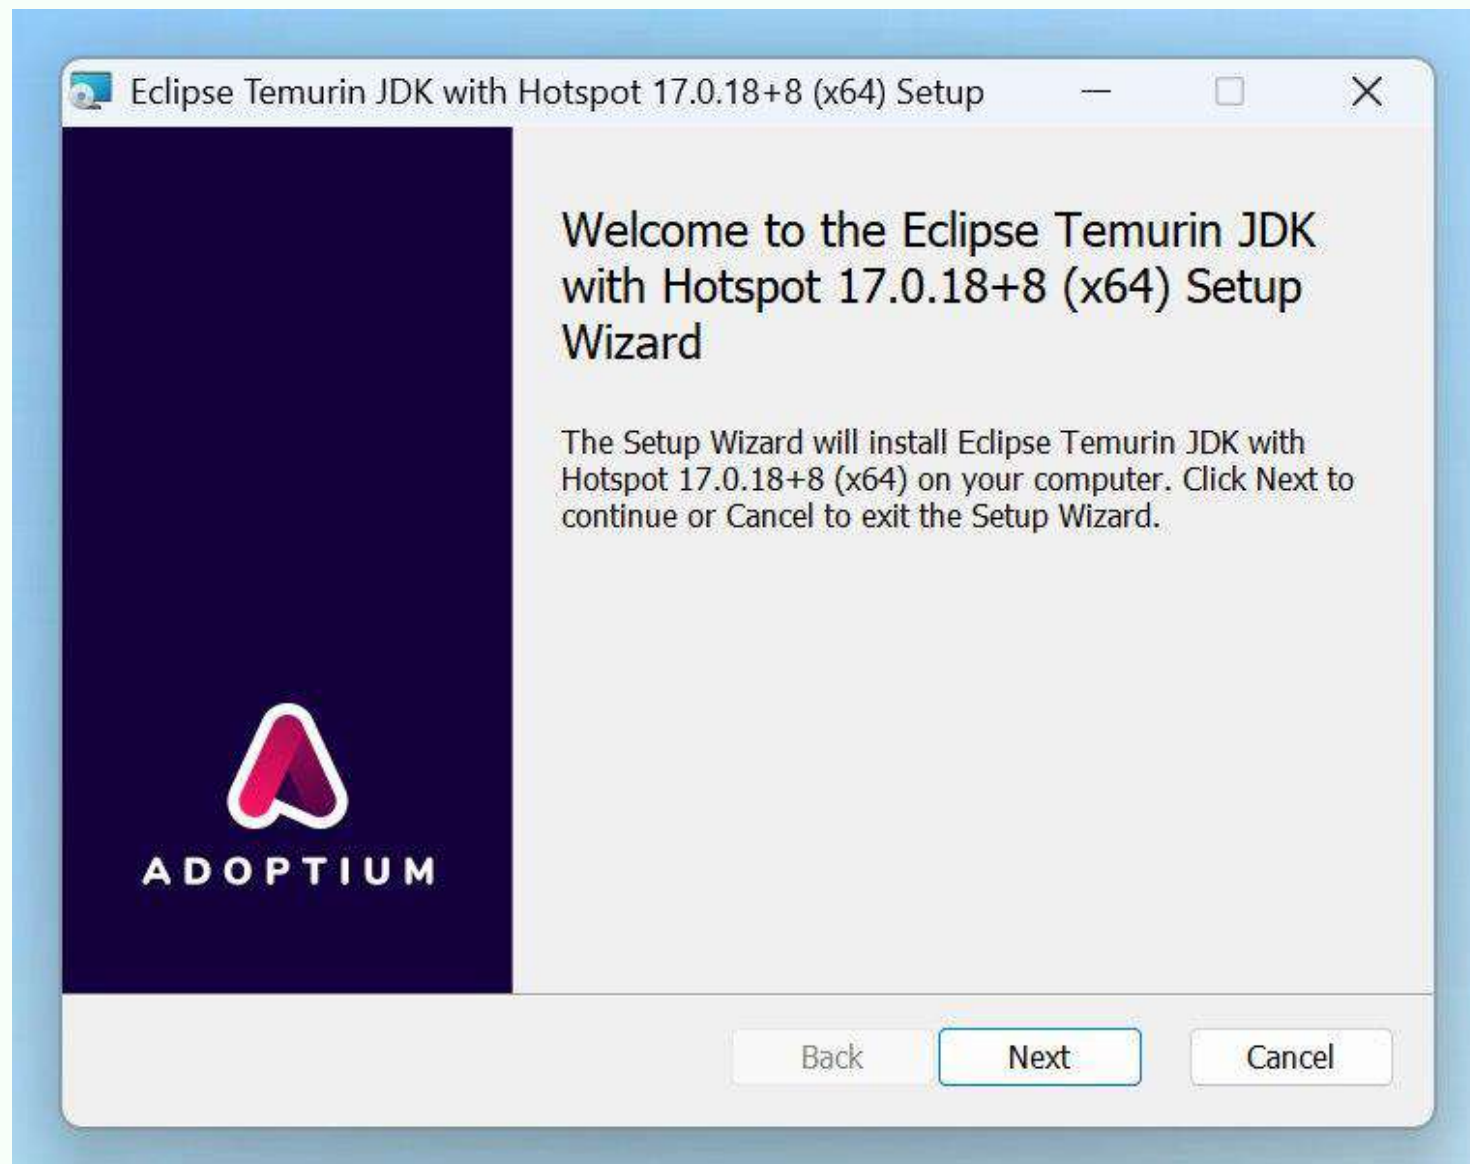 Eclipse Temurin JDK with Hotspot 17.0.18+8 (x64) Setup
Welcome to the Eclipse Temurin JDK
with Hotspot 17.0.18+8 (x64) Setup
Wizard
The Setup Wizard will install Eclipse Temurin JDK with
Hotspot 17.0.18+8 (x64) on your computer. Click Next to
continue or Cancel to exit the Setup Wizard.
ADOPTIUM
Back
Next
Cancel